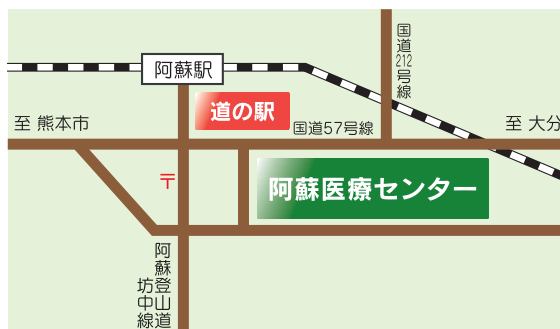 阿蘇駅
国道212号線
道の駅
至 熊本市
国道57号線
至 大分
〒
阿蘇医療センター
阿蘇登山道
坊中線